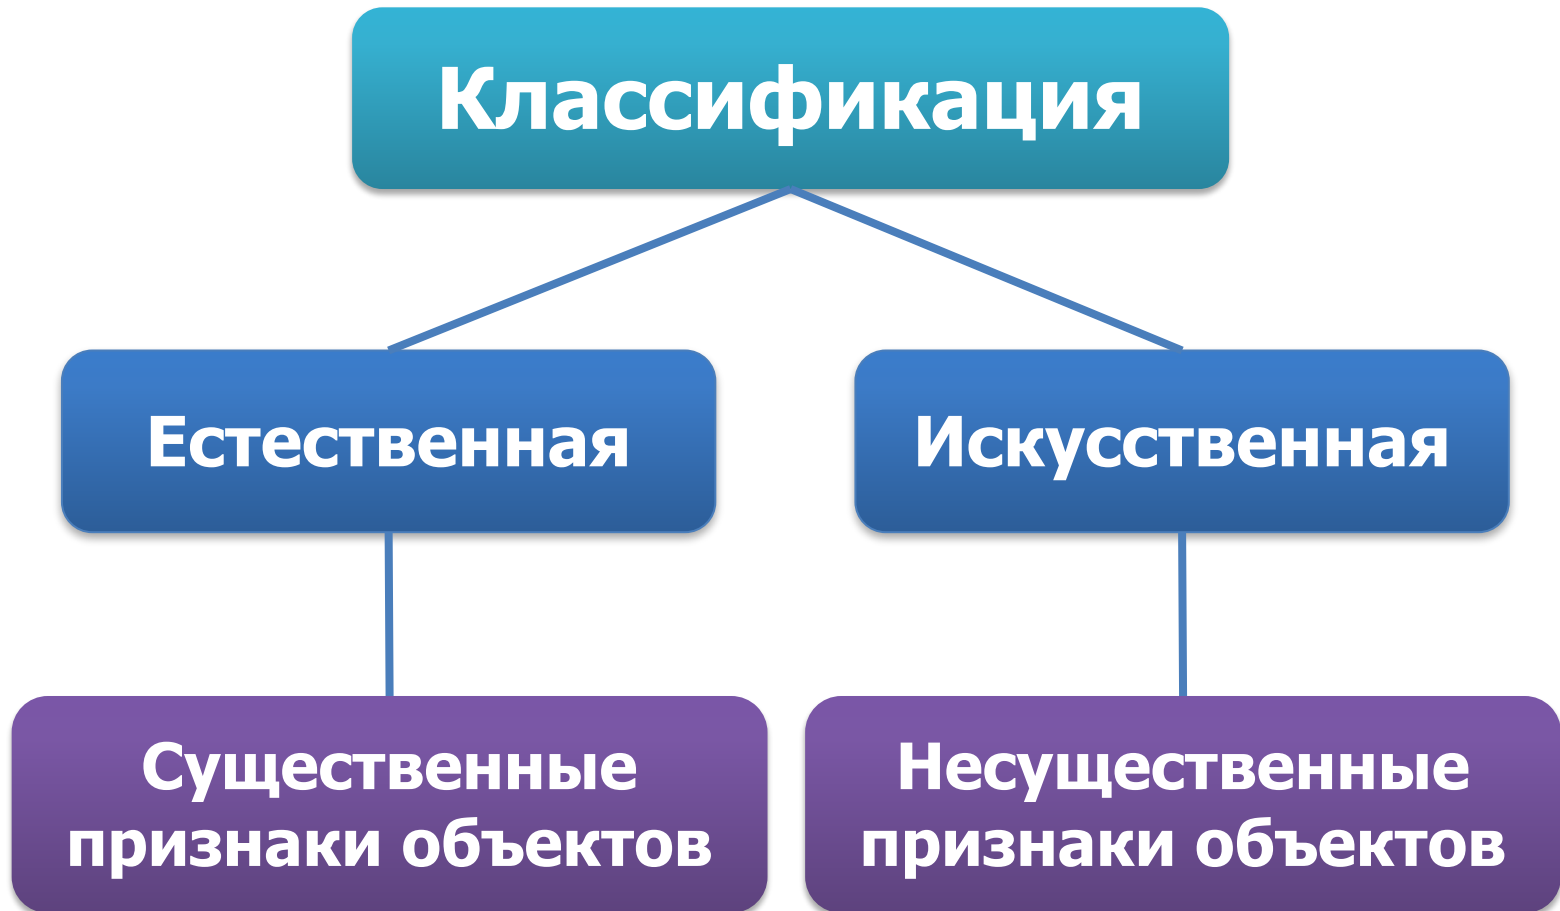 Классификация
Естественная
Искусственная
Существенные
признаки объектов
Несущественные
признаки объектов